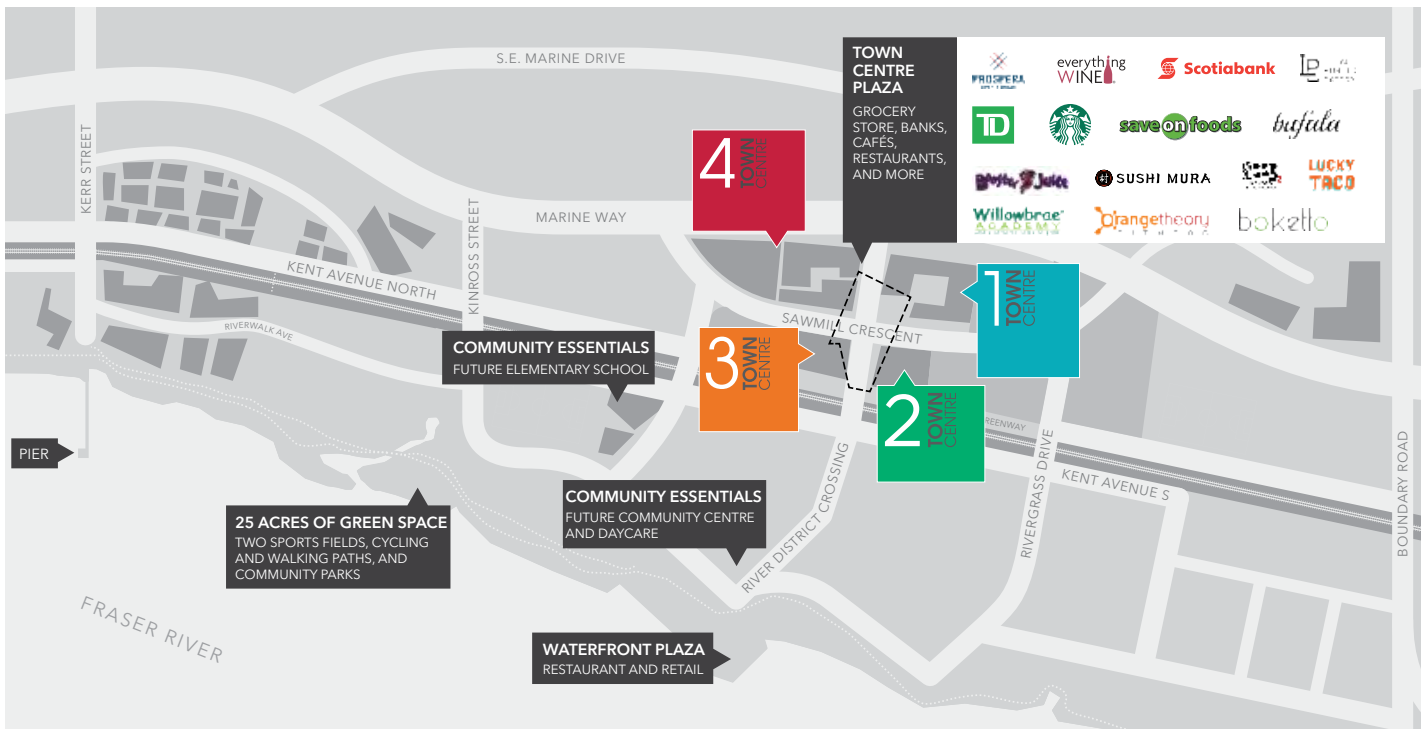 S.E. MARINE DRIVE
TOWN
CENTRE
PLAZA
GROCERY
STORE, BANKS,
CAFÉS,
RESTAURANTS,
AND MORE
PROSPERA
everything
WINE
Scotiabank
TD
save on foods
bufala
Booster Juice
SUSHI MURA
LUCKY
TACO
Willowbrae
ACADEMY
Orangetheory
FITNESS
boketto
KERR STREET
4 TOWN
CENTRE
KINROSS STREET
MARINE WAY
KENT AVENUE NORTH
1 TOWN
CENTRE
RIVERWALK AVE
SAWMILL CRESCENT
COMMUNITY ESSENTIALS
FUTURE ELEMENTARY SCHOOL
3 TOWN
CENTRE
2 TOWN
CENTRE
REENWAY
PIER
KENT AVENUE S
BOUNDARY ROAD
RIVERGRASS DRIVE
RIVER DISTRICT CROSSING
COMMUNITY ESSENTIALS
FUTURE COMMUNITY CENTRE
AND DAYCARE
25 ACRES OF GREEN SPACE
TWO SPORTS FIELDS, CYCLING
AND WALKING PATHS, AND
COMMUNITY PARKS
FRASER RIVER
WATERFRONT PLAZA
RESTAURANT AND RETAIL